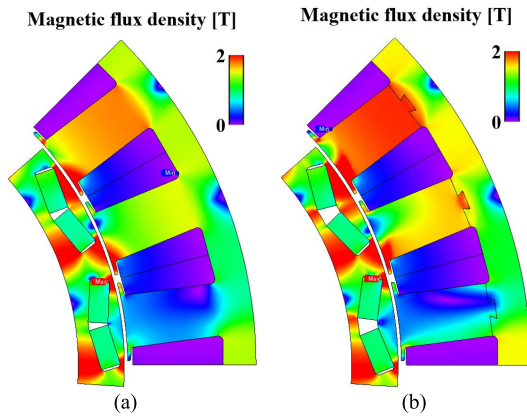 Magnetic flux density [T]
2
0
Min
Max
(a)
Magnetic flux density [T]
2
0
Min
Max
(b)